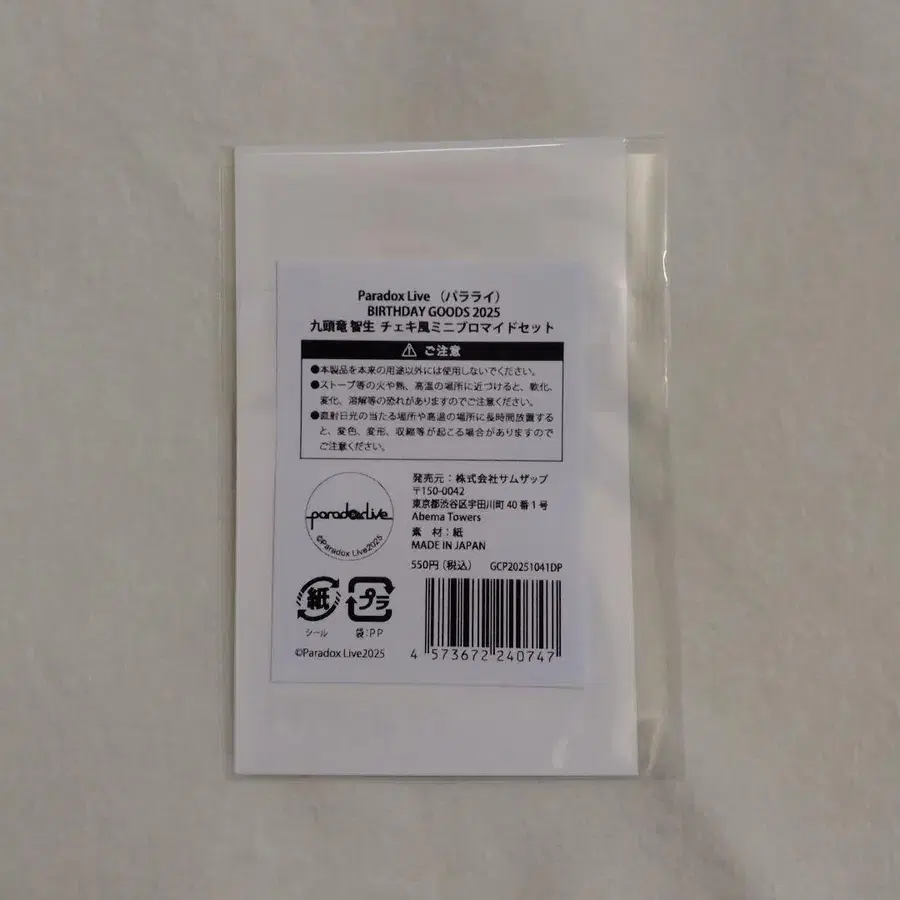 Paradox Live （パラライ）
BIRTHDAY GOODS 2025
九頭竜 智生 チェキ風ミニブロマイドセット
⚠ ご注意
●本製品を本来の用途以外には使用しないでください。
●ストーブ等の火や熱、高温の場所に近づけると、軟化、
変化、溶解等の恐れがありますのでご注意ください。
●直射日光の当たる場所や高温の場所に長時間放置する
と、変色、変形、収縮等が起こる場合がありますので
ご注意ください。
paradoxlive
©Paradox Live2025
発売元：株式会社サムザップ
〒150-0042
東京都渋谷区宇田川町 40 番 1 号
Abema Towers
素 材：紙
MADE IN JAPAN
550円（税込） GCP20251041DP
紙
シール
プラ
袋：PP
©Paradox Live2025
4 573672 240747